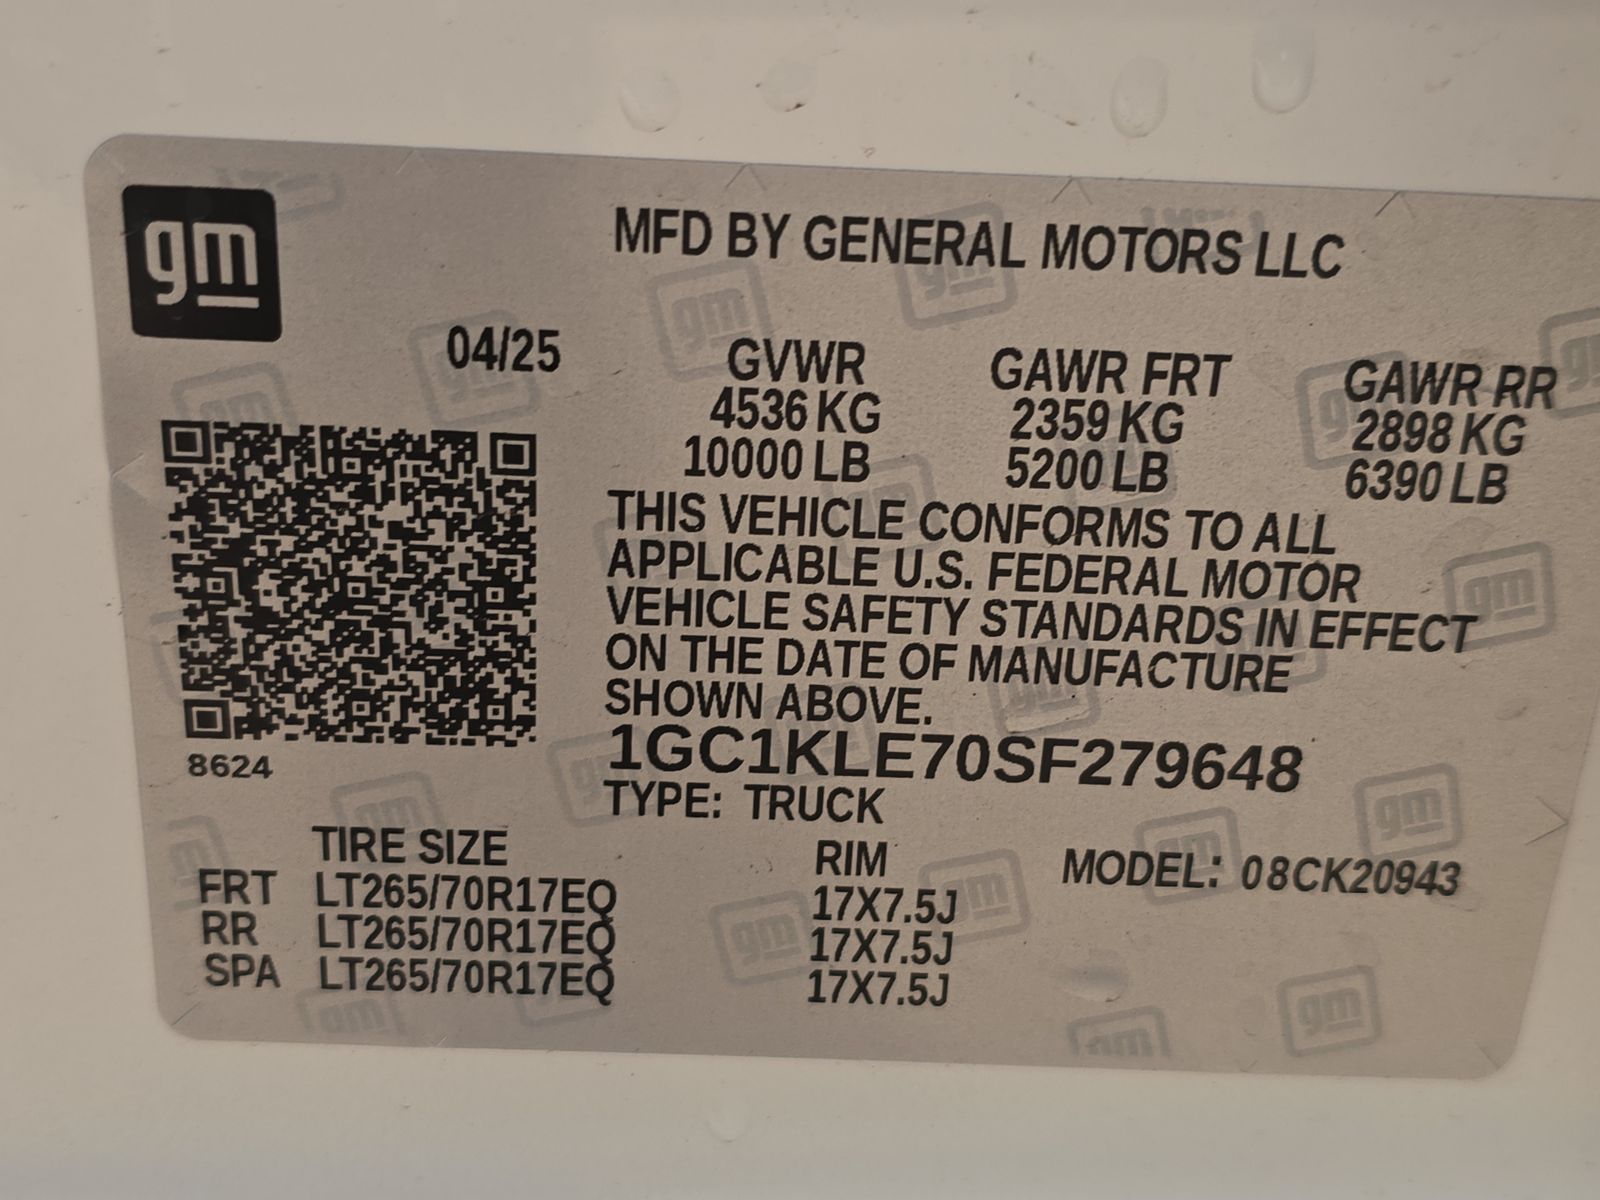 gm
MFD BY GENERAL MOTORS LLC
04/25
GVWR GAWR FRT GAWR RR
4536 KG 2359 KG 2898 KG
10000 LB 5200 LB 6390 LB
THIS VEHICLE CONFORMS TO ALL
APPLICABLE U.S. FEDERAL MOTOR
VEHICLE SAFETY STANDARDS IN EFFECT
ON THE DATE OF MANUFACTURE
SHOWN ABOVE.
1GC1KLE70SF279648
8624
TYPE: TRUCK
TIRE SIZE RIM MODEL: 08CK20943
FRT LT265/70R17EQ 17X7.5J
RR LT265/70R17EQ 17X7.5J
SPA LT265/70R17EQ 17X7.5J